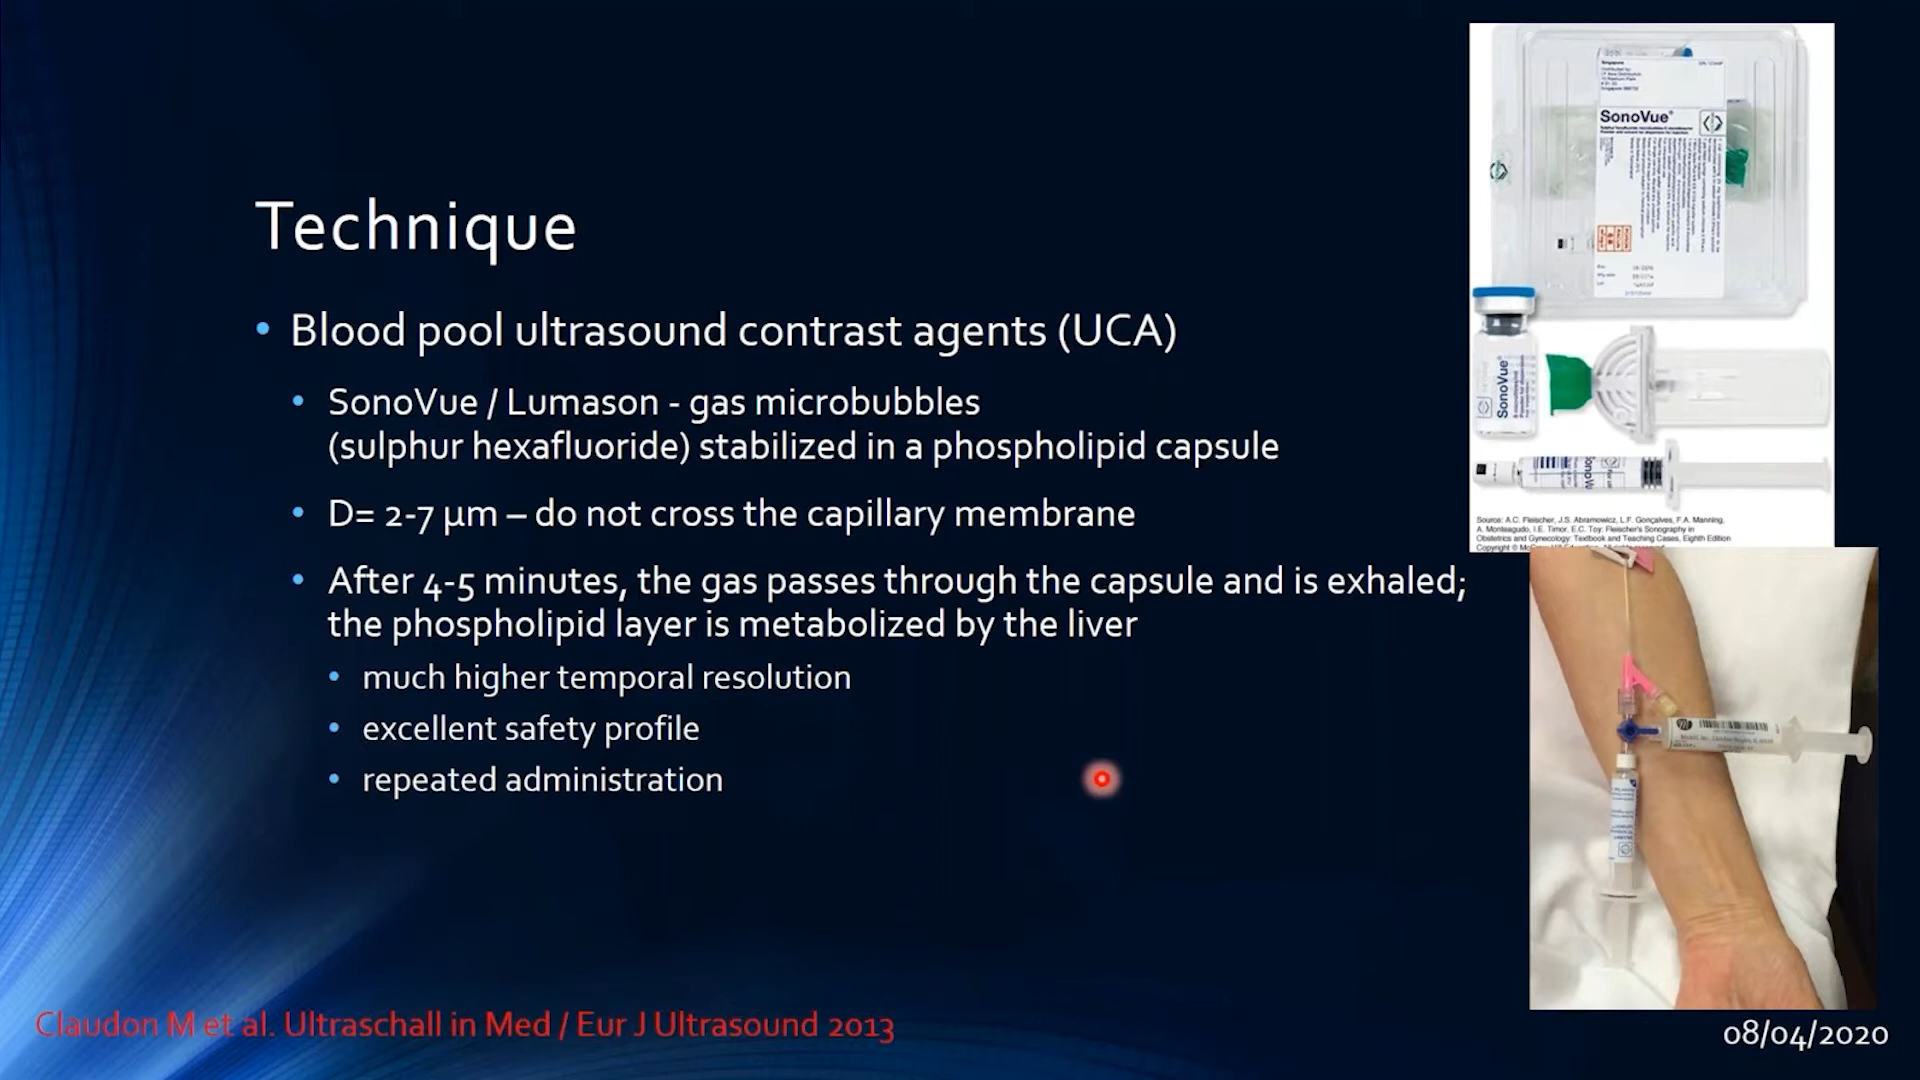 Technique
Blood pool ultrasound contrast agents (UCA)
SonoVue / Lumason - gas microbubbles
(sulphur hexafluoride) stabilized in a phospholipid capsule
D= 2-7 µm – do not cross the capillary membrane
After 4-5 minutes, the gas passes through the capsule and is exhaled;
the phospholipid layer is metabolized by the liver
much higher temporal resolution
excellent safety profile
repeated administration
Claudon M et al. Ultraschall in Med / Eur J Ultrasound 2013
08/04/2020
Singapore
SonoVue®
SonoVue®
Source: A.C. Fleischer, J.S. Abramowicz, L.F. Gonçalves, F.A. Manning,
A. Monteagudo, I.E. Timor, E.C. Toy: Fleischer's Sonography in
Obstetrics and Gynecology: Textbook and Teaching Cases, Eighth Edition
Copyright ©